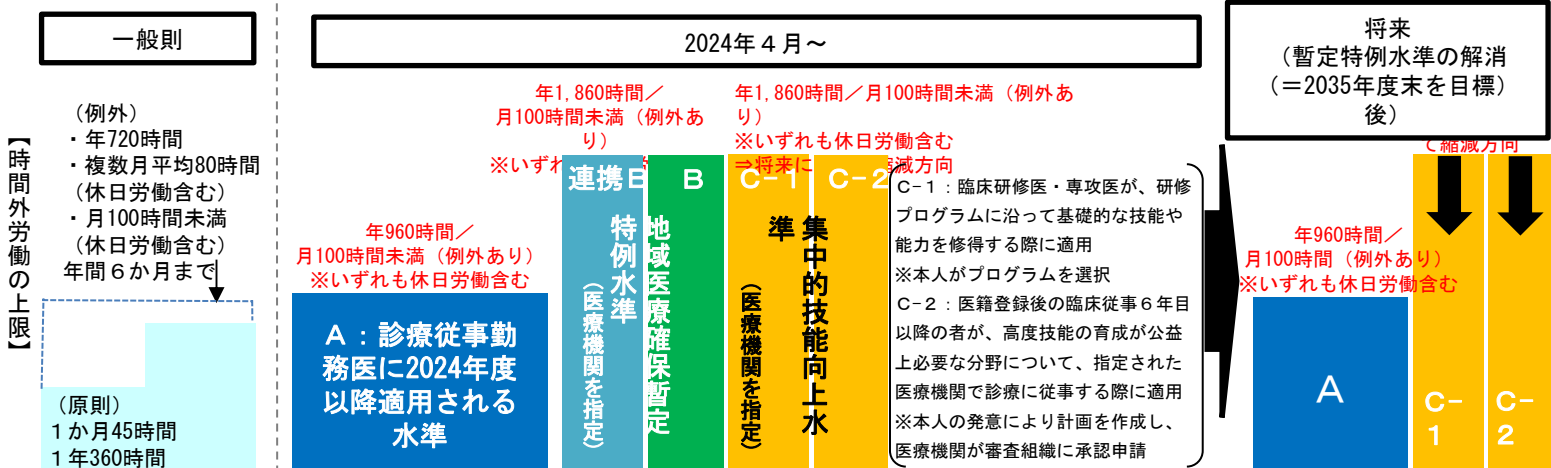 一般則
【時間外労働の上限】
（例外）
・年720時間
・複数月平均80時間
（休日労働含む）
・月100時間未満
（休日労働含む）
年間６か月まで
（原則）
１か月45時間
１年360時間
2024年４月～
年960時間／
月100時間未満（例外あり）
※いずれも休日労働含む
Ａ：診療従事勤
務医に2024年度
以降適用される
水準
年1,860時間／
月100時間未満（例外あ
り）
※いずれ
連携Ｂ
Ｂ
地域医療確保暫定
特例水準
（医療機関を指定）
年1,860時間／月100時間未満（例外あ
り）
※いずれも休日労働含む
⇒将来に
縮減方向
Ｃ-１
Ｃ-２
集中的技能向上水
準
（医療機関を指定）
Ｃ-１：臨床研修医・専攻医が、研修
プログラムに沿って基礎的な技能や
能力を修得する際に適用
※本人がプログラムを選択
Ｃ-２：医籍登録後の臨床従事６年目
以降の者が、高度技能の育成が公益
上必要な分野について、指定された
医療機関で診療に従事する際に適用
※本人の発意により計画を作成し、
医療機関が審査組織に承認申請
将来
（暫定特例水準の解消
（＝2035年度末を目標）
後）
て縮減方向
年960時間／
月100時間（例外あり）
※いずれも休日労働含む
Ａ
Ｃ-
１
Ｃ-
２